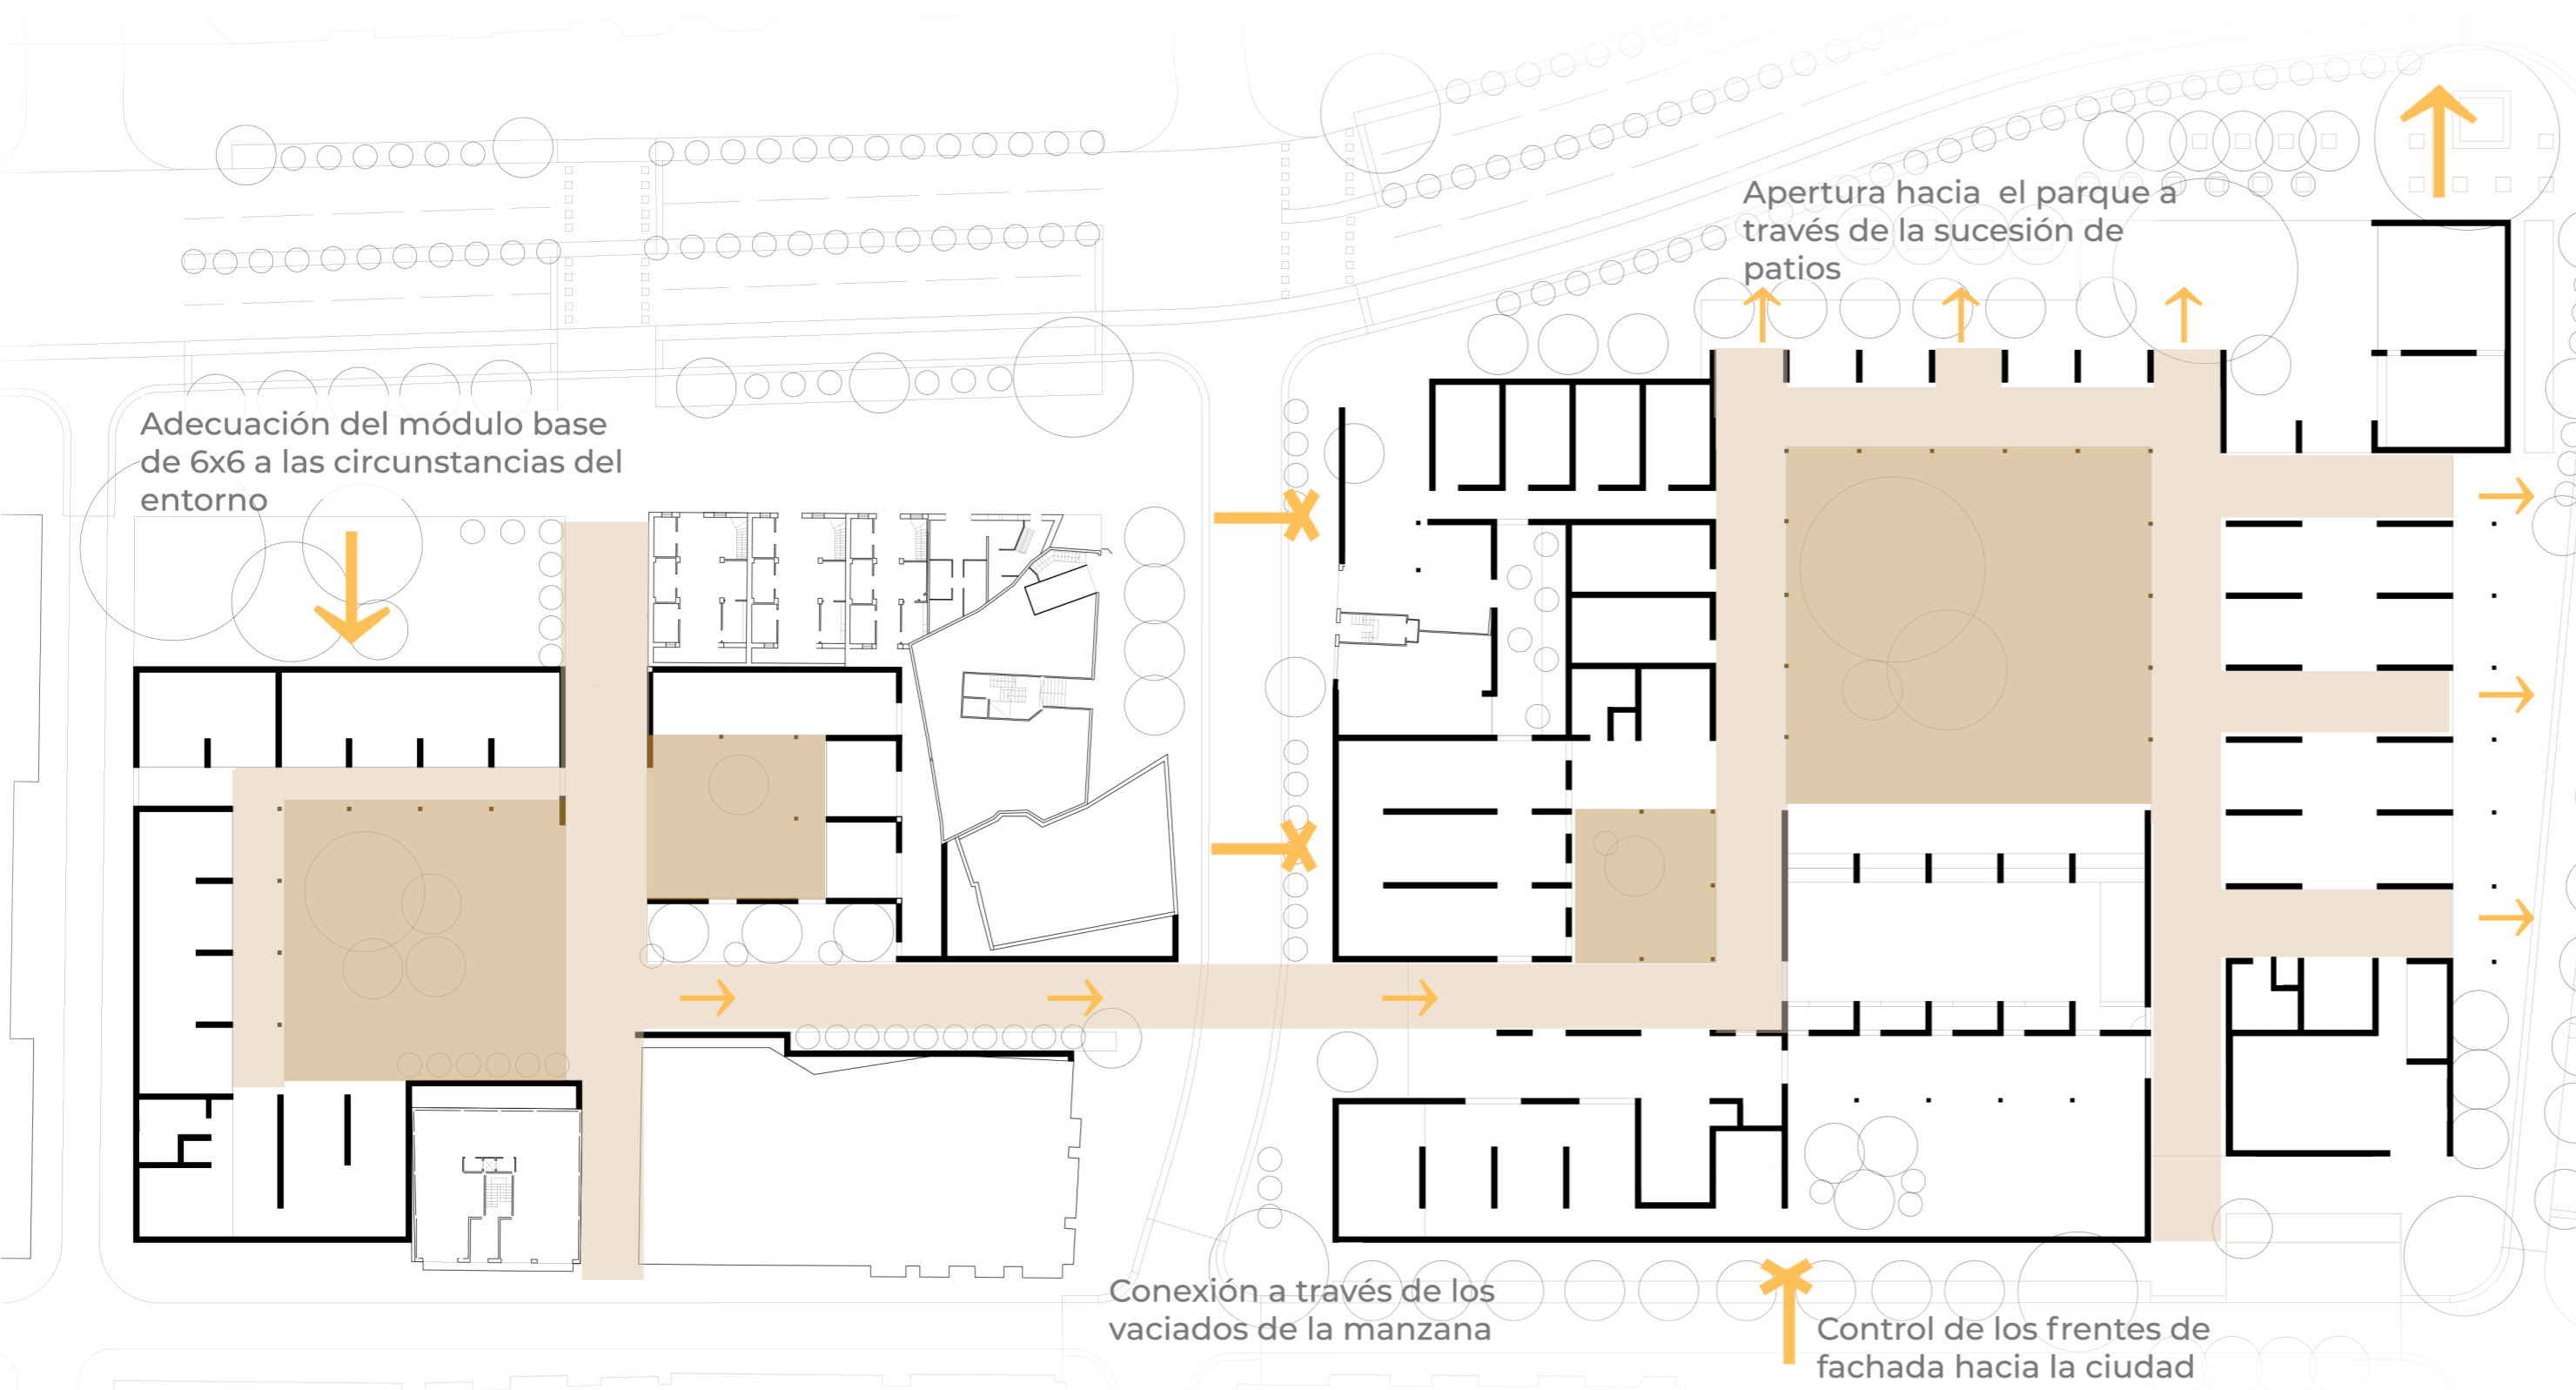 Apertura hacia el parque a
través de la sucesión de
patios
Adecuación del módulo base
de 6x6 a las circunstancias del
entorno
Conexión a través de los
vaciados de la manzana
Control de los frentes de
fachada hacia la ciudad